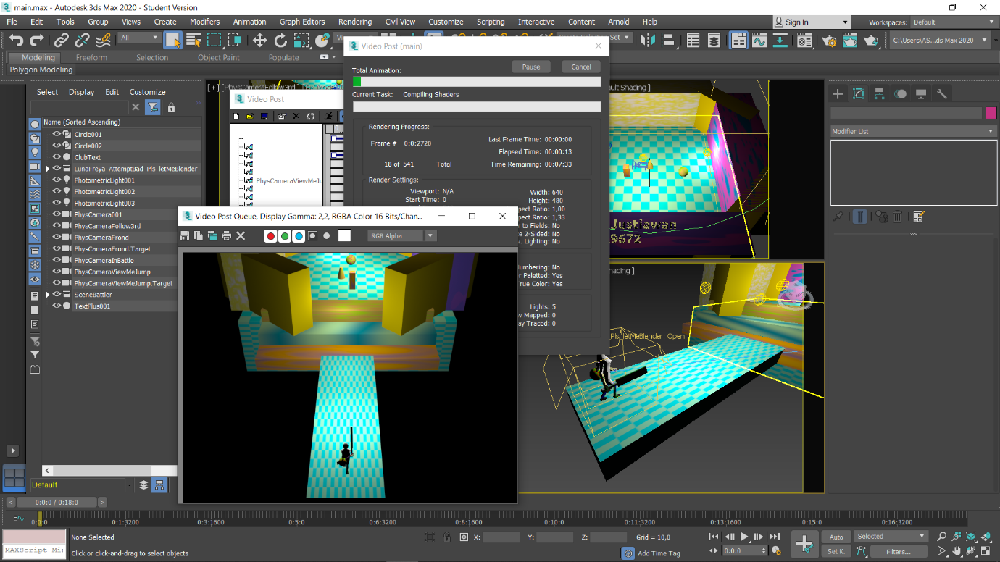 main.max - Autodesk 3ds Max 2020 - Student Version
File Edit Tools Group Views Create Modifiers Animation Graph Editors Rendering Civil View Customize Scripting Interactive Content Arnold Help Sign In Workspaces: Default
All C:\Users\AS...ds Max 2020
Modeling Freeform Selection Object Paint Populate
Polygon Modeling
Video Post (main)
Pause Cancel
Total Animation:
Current Task: Compiling Shaders
Rendering Progress:
Last Frame Time: 00:00:00
Frame # 0:0:2720
Elapsed Time: 00:00:13
18 of 541 Total Time Remaining: 00:07:33
Render Settings:
Viewport: N/A
Start Time: 0
Width: 640
Height: 480
pect Ratio: 1,00
pect Ratio: 1,33
r to Fields: No
e 2-Sided: No
v. Lighting: No
umbering: No
r Paletted: Yes
rue Color: Yes
Lights: 5
w Mapped: 0
ay Traced: 0
Select Display Edit Customize
Name (Sorted Ascending)
Circle001
Circle002
ClubText
LunaFreya_AttemptBad_Pls_letMeBlender
PhotometricLight001
PhotometricLight002
PhotometricLight003
PhysCamera001
PhysCameraFollow3rd
PhysCameraFrond
PhysCameraFrond.Target
PhysCameraInBattle
PhysCameraViewMeJump
PhysCameraViewMeJump.Target
SceneBattler
TextPlus001
Default
[+] [PhysCameraFollow3rd ]
Video Post
PhysCameraViewMeJu
Video Post Queue, Display Gamma: 2,2, RGBA Color 16 Bits/Chan...
RGB Alpha
ault Shading ]
9672
hading ]
Pls_letMeBlender: Open
Modifier List
< 0:0:0 / 0:18:0 >
0:0:0 0:1:3200 0:3:1600 0:5:0 0:6:3200 0:8:1600 0:10:0 0:11:3200 0:13:1600 0:15:0 0:16:3200
None Selected X: Y: Z: Grid = 10,0 Auto Selected
MAXScript Mi Click or click-and-drag to select objects Add Time Tag 0:0:0 Set K. Filters...